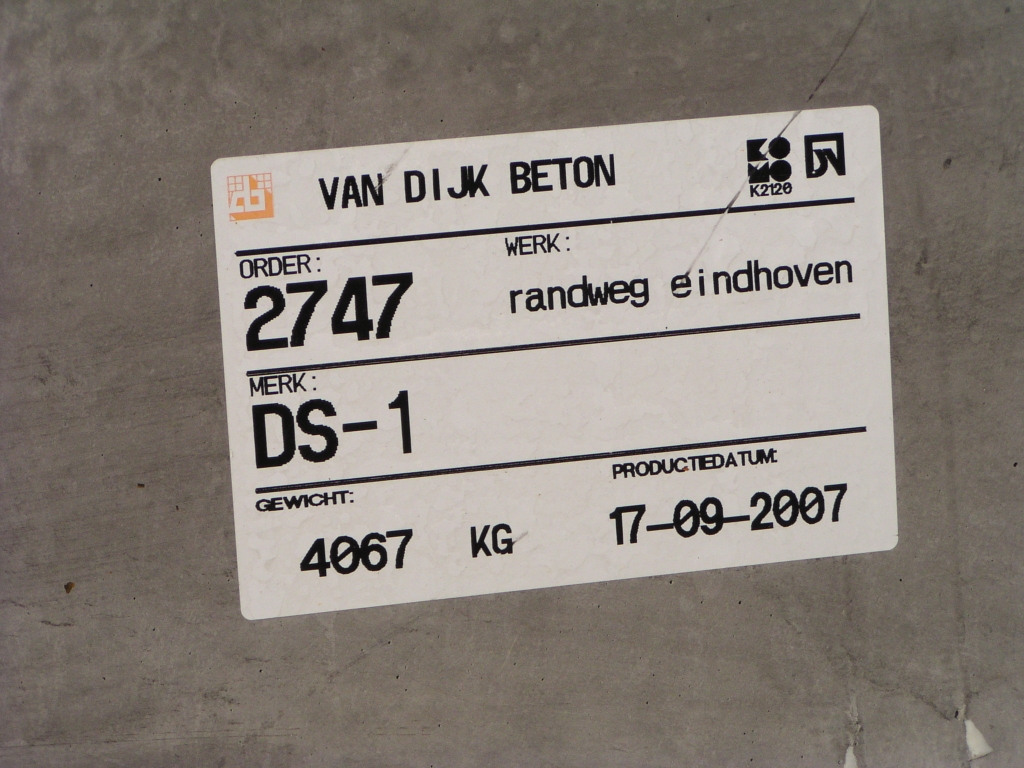 VAN DIJK BETON
KOMO
K2120
ORDER:
WERK:
2747
randweg eindhoven
MERK:
DS-1
GEWICHT:
PRODUCTIEDATUM:
4067 KG
17-09-2007